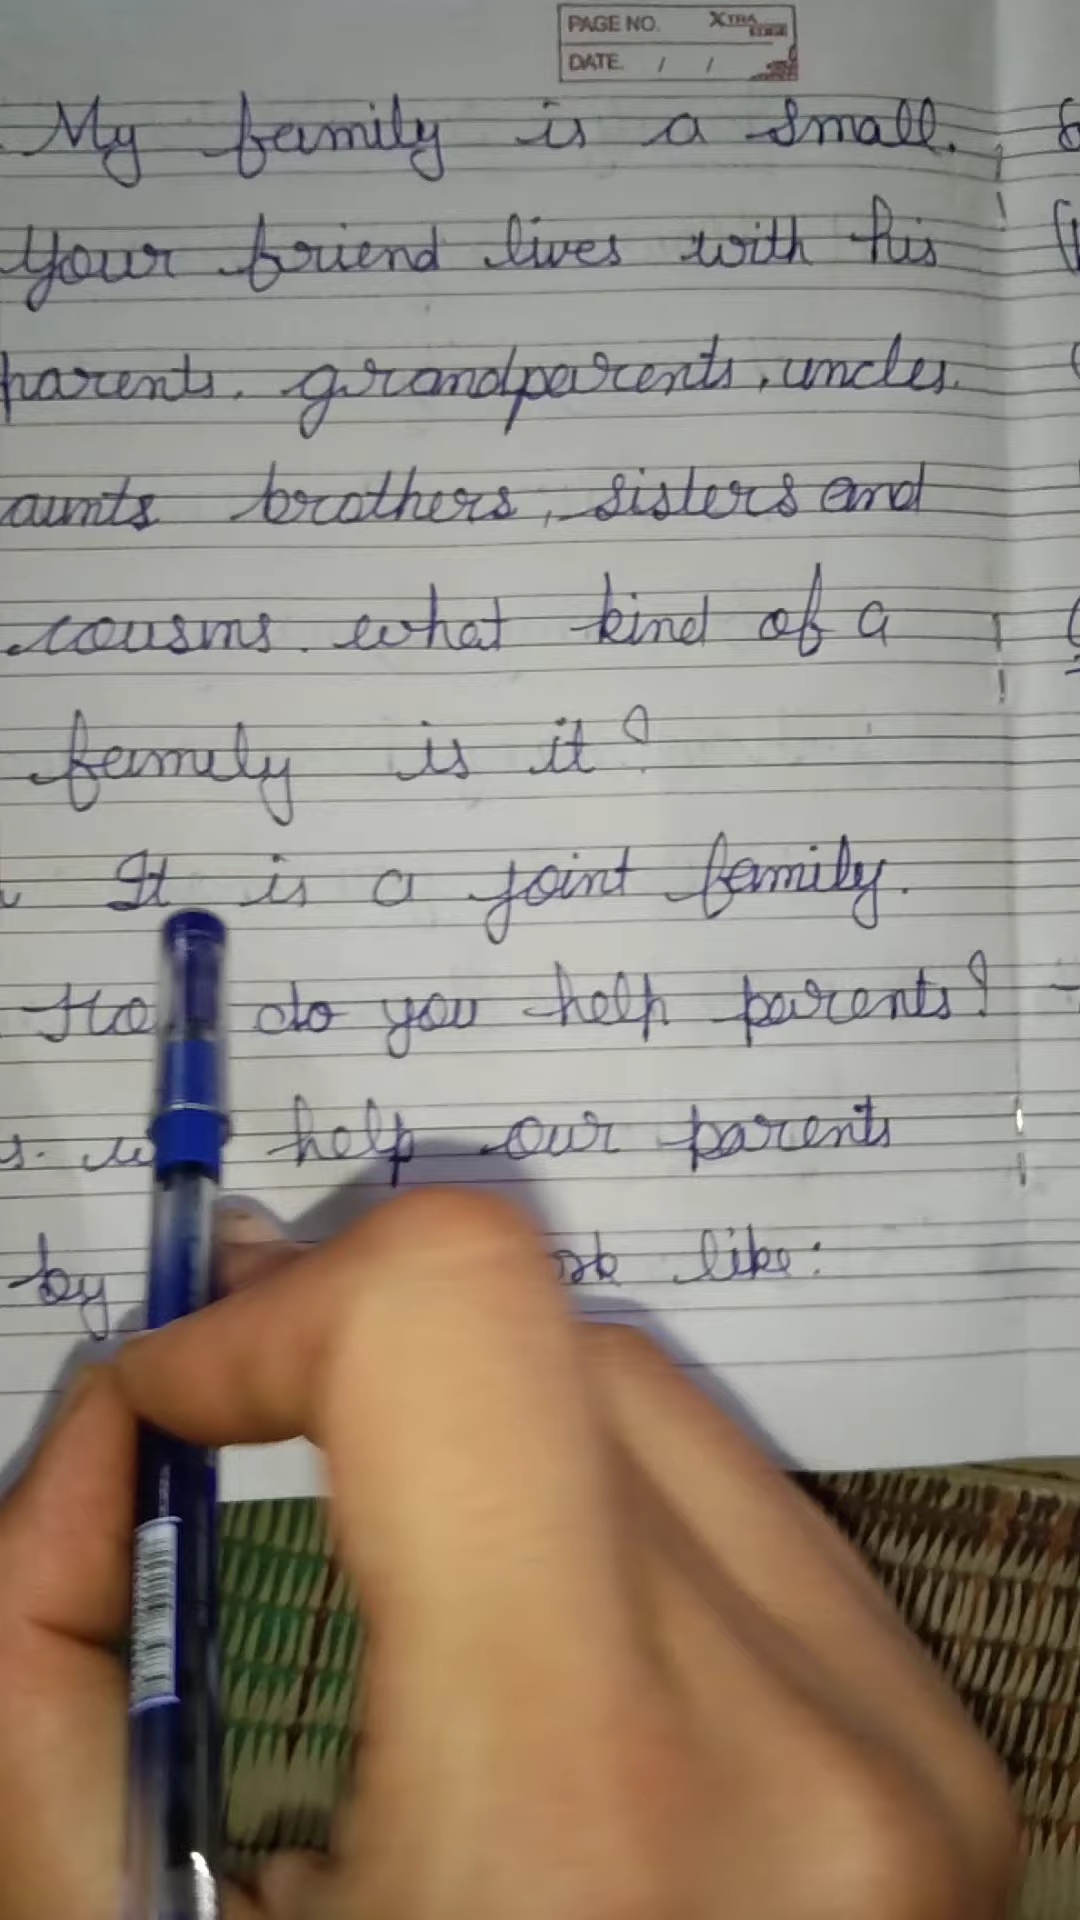 PAGE NO. XTRA EDGE
DATE / /
My family is a small.
Your friend lives with his
parents. grandparents, uncles.
aunts brothers, sisters and
cousins. what kind of a
family is it?
It is a joint family.
do you help parents?
help our parents
by like: